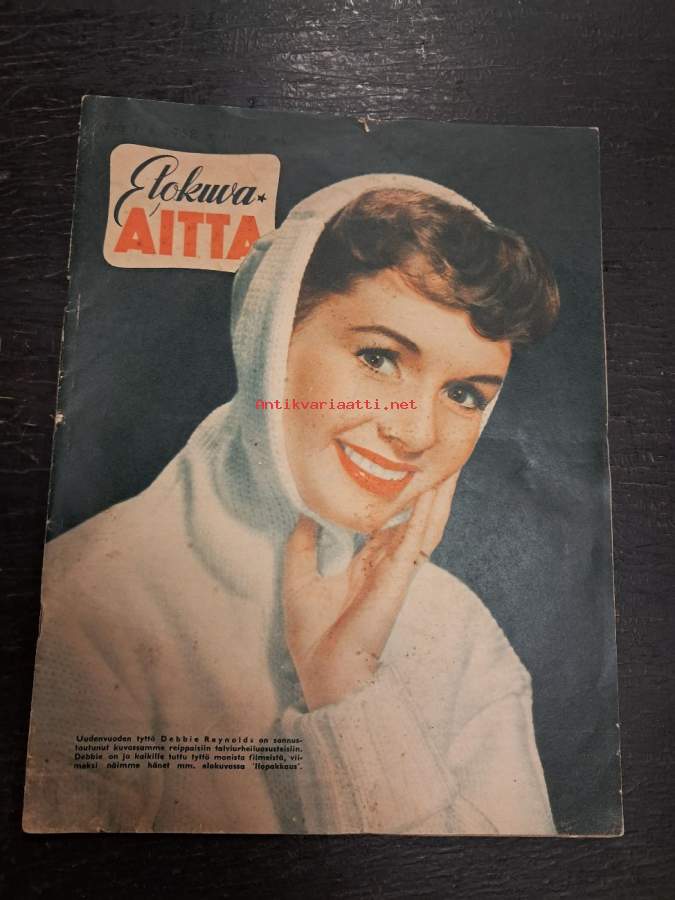 Elokuva
AITTA
Antikvariaatti.net
Uudenvuoden tyttö Debbie Reynolds on sonnus-
tautunut kuvassamme reippaisiin talviurheiluasusteisiin.
Debbie on jo kaikille tuttu tyttö monista filmeistä, vii-
meksi näimme hänet mm. elokuvassa 'Ilopakkaus'.